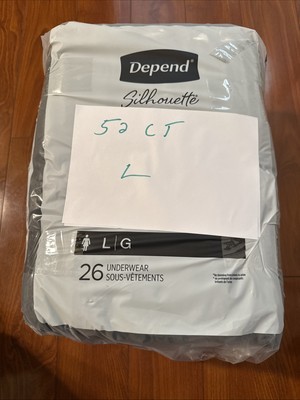 Depend®
Silhouette
52 CT
L
L|G
26 UNDERWEAR
SOUS-VÊTEMENTS